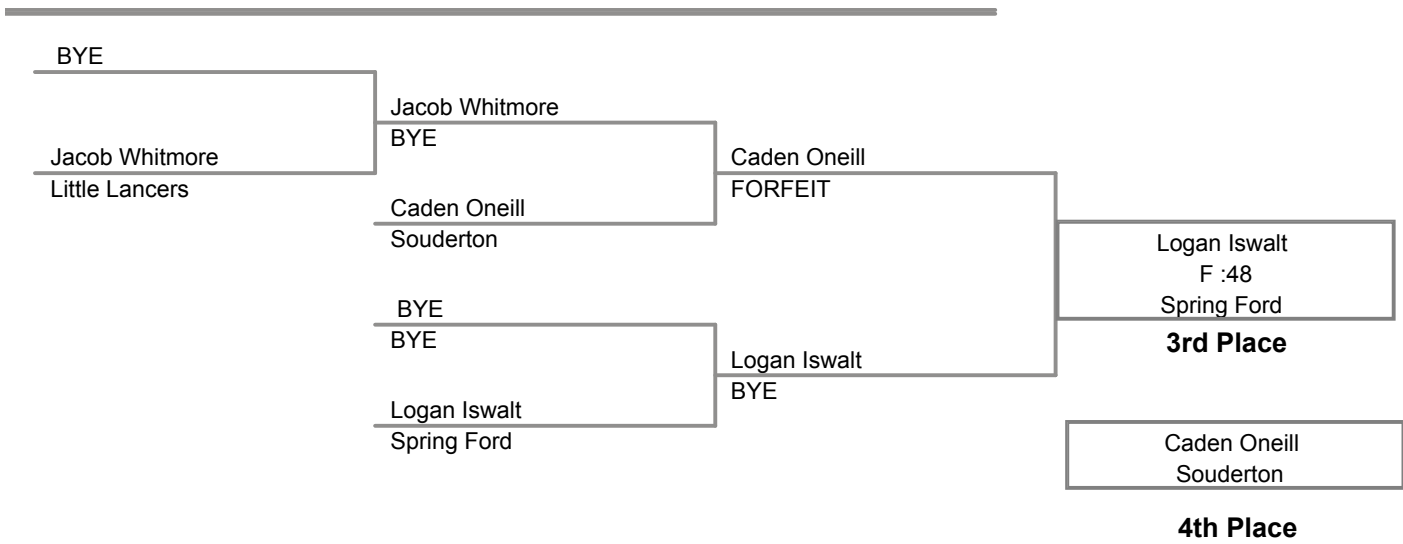 BYE
Jacob Whitmore
Little Lancers
Jacob Whitmore
BYE
Caden Oneill
Souderton
BYE
BYE
Logan Iswalt
Spring Ford
Caden Oneill
FORFEIT
Logan Iswalt
BYE
Logan Iswalt
F :48
Spring Ford
3rd Place
Caden Oneill
Souderton
4th Place